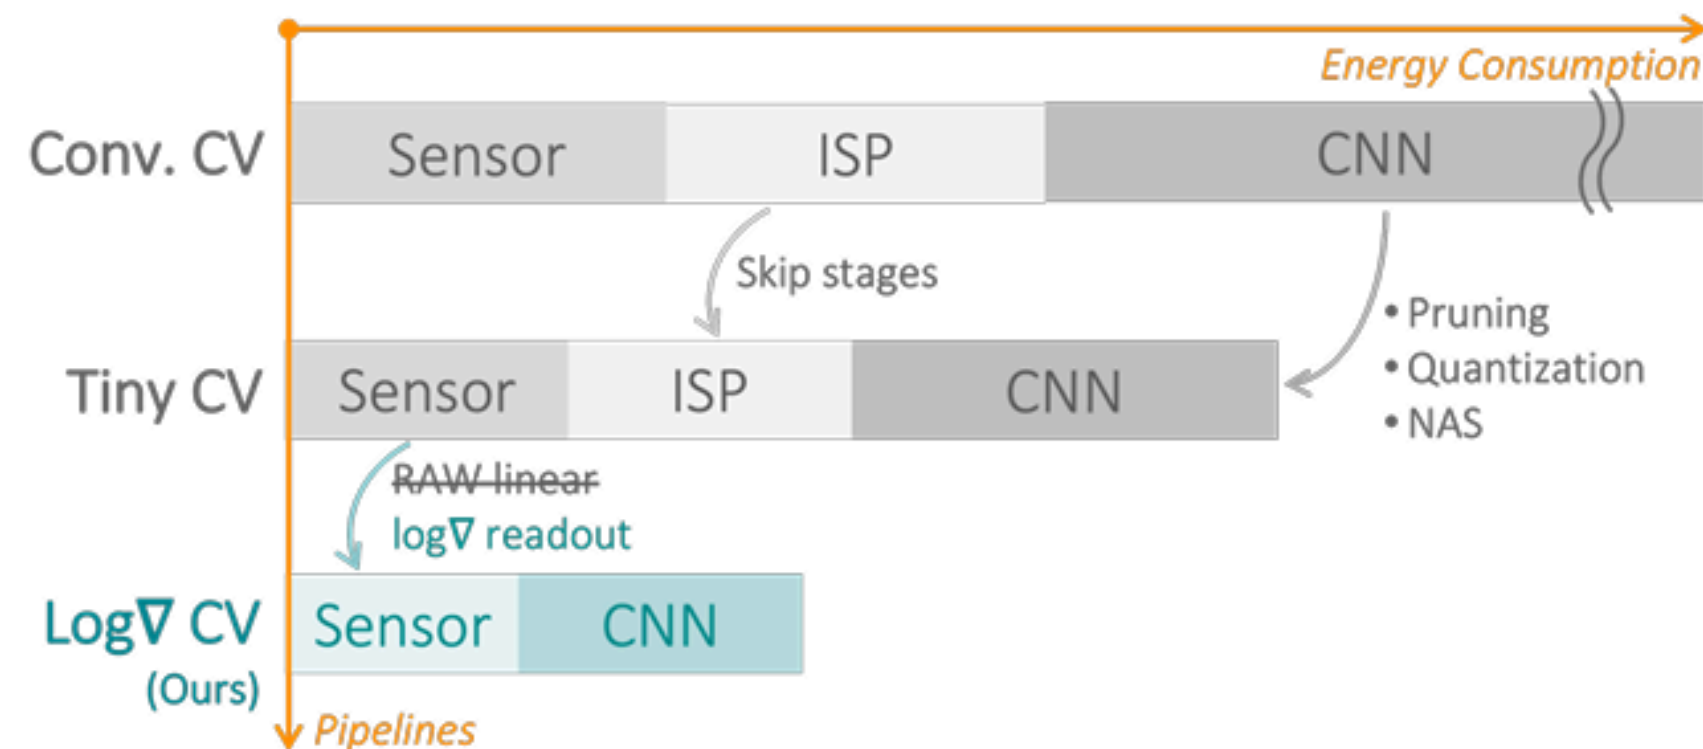 Energy Consumption
Conv. CV
Sensor
ISP
CNN
Skip stages
• Pruning
• Quantization
• NAS
Tiny CV
Sensor
ISP
CNN
RAW linear
log∇ readout
Log∇ CV
(Ours)
Sensor
CNN
Pipelines